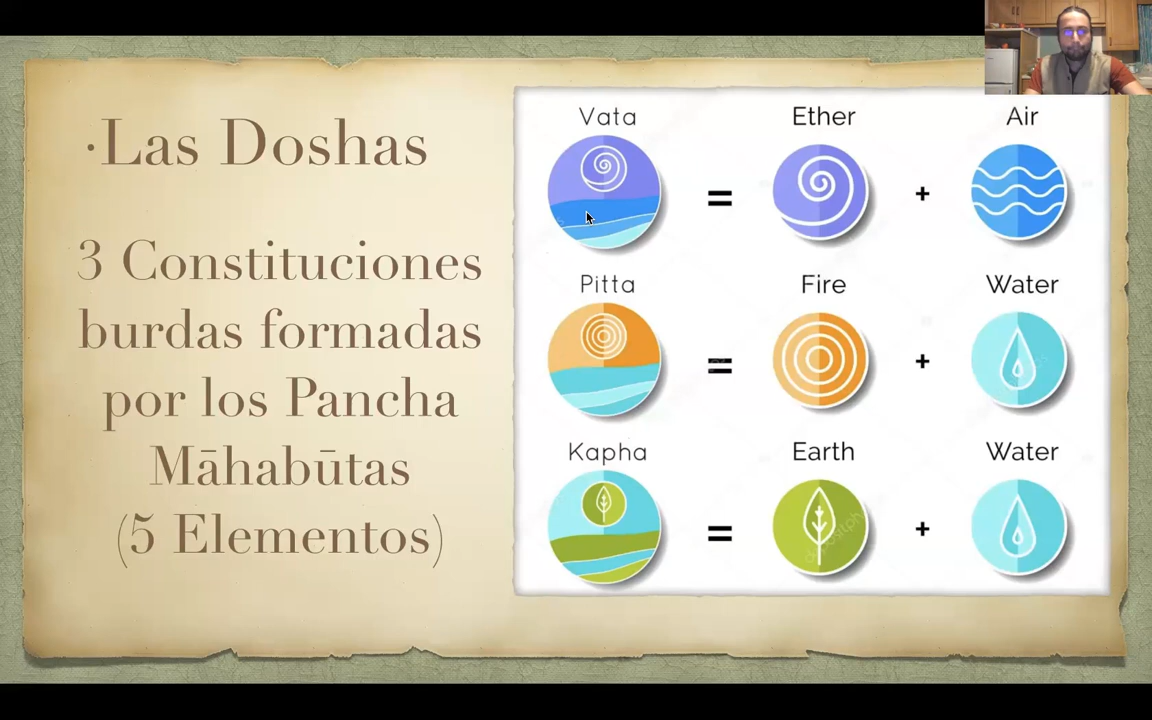 ·Las Doshas
3 Constituciones
burdas formadas
por los Pancha
Māhabūtas
(5 Elementos)
Vata = Ether + Air
Pitta = Fire + Water
Kapha = Earth + Water